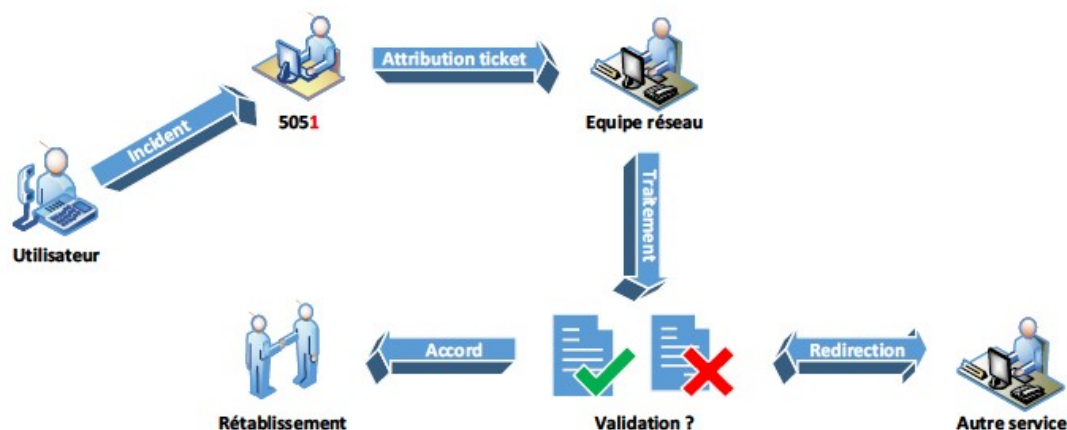 Attribution ticket
5051
Equipe réseau
Incident
Utilisateur
Traitement
Accord
Redirection
Rétablissement
Validation ?
Autre service